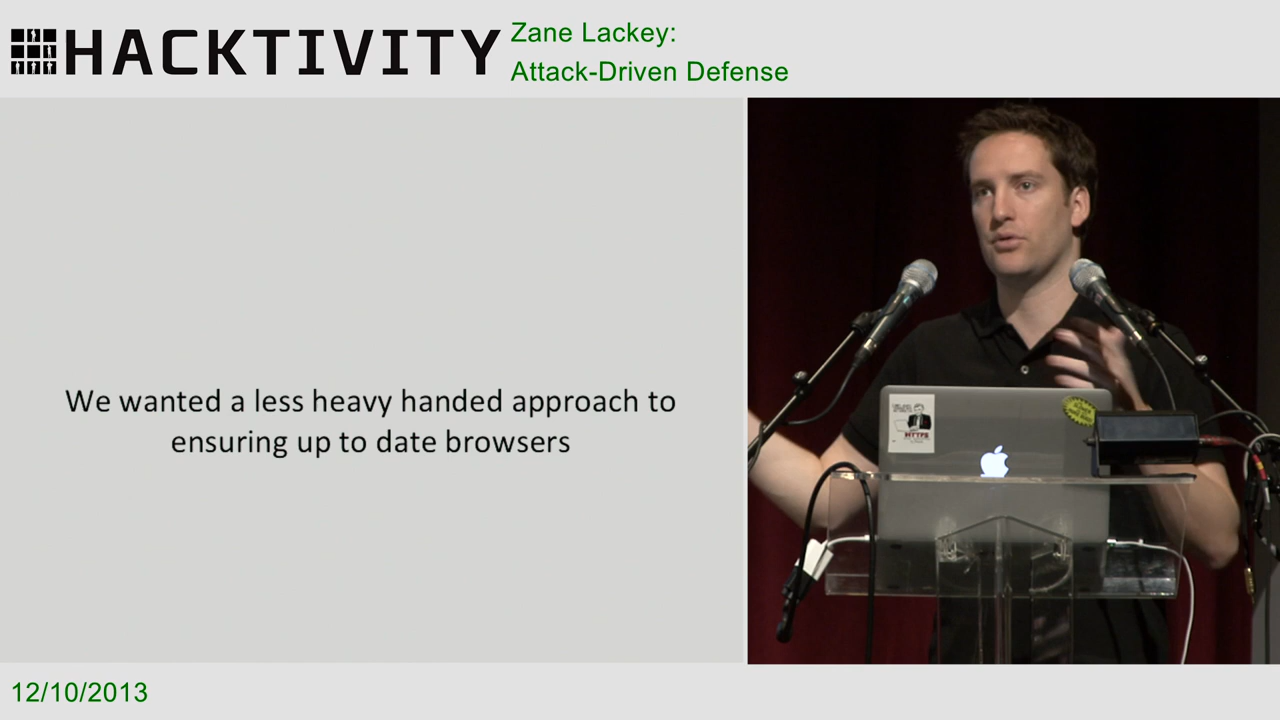 HACKTIVITY
Zane Lackey:
Attack-Driven Defense
We wanted a less heavy handed approach to
ensuring up to date browsers
HTTPS
12/10/2013